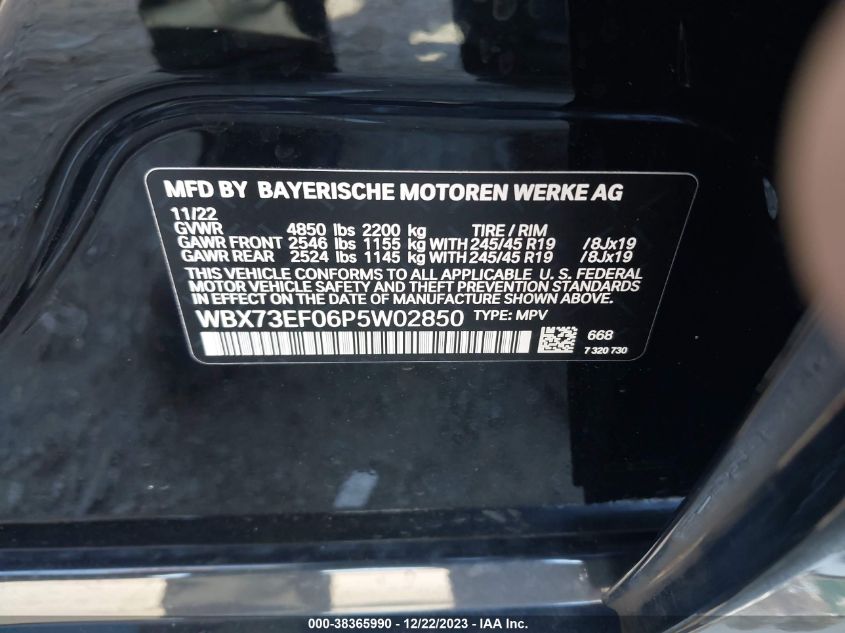 MFD BY BAYERISCHE MOTOREN WERKE AG
11/22
GVWR 4850 lbs 2200 kg TIRE / RIM
GAWR FRONT 2546 lbs 1155 kg WITH 245/45 R19 /8Jx19
GAWR REAR 2524 lbs 1145 kg WITH 245/45 R19 /8Jx19
THIS VEHICLE CONFORMS TO ALL APPLICABLE U. S. FEDERAL
MOTOR VEHICLE SAFETY AND THEFT PREVENTION STANDARDS
IN EFFECT ON THE DATE OF MANUFACTURE SHOWN ABOVE.
WBX73EF06P5W02850 TYPE: MPV
668
7 320 730
000-38365990 - 12/22/2023 - IAA Inc.